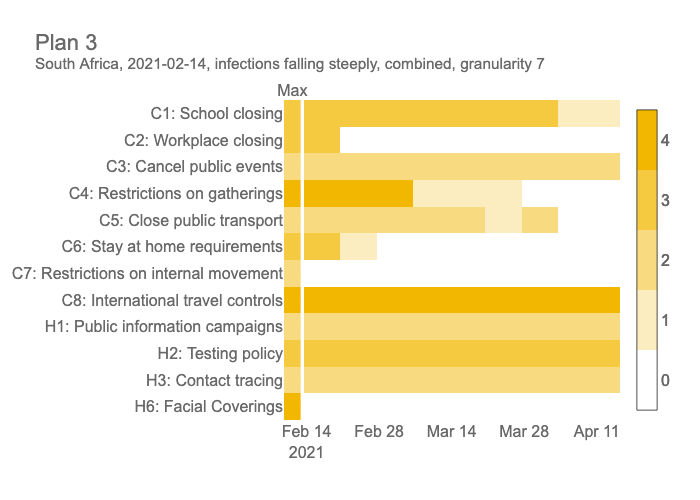 Plan 3
South Africa, 2021-02-14, infections falling steeply, combined, granularity 7
Max
C1: School closing
C2: Workplace closing
C3: Cancel public events
C4: Restrictions on gatherings
C5: Close public transport
C6: Stay at home requirements
C7: Restrictions on internal movement
C8: International travel controls
H1: Public information campaigns
H2: Testing policy
H3: Contact tracing
H6: Facial Coverings
Feb 14 Feb 28 Mar 14 Mar 28 Apr 11
2021
4
3
2
1
0